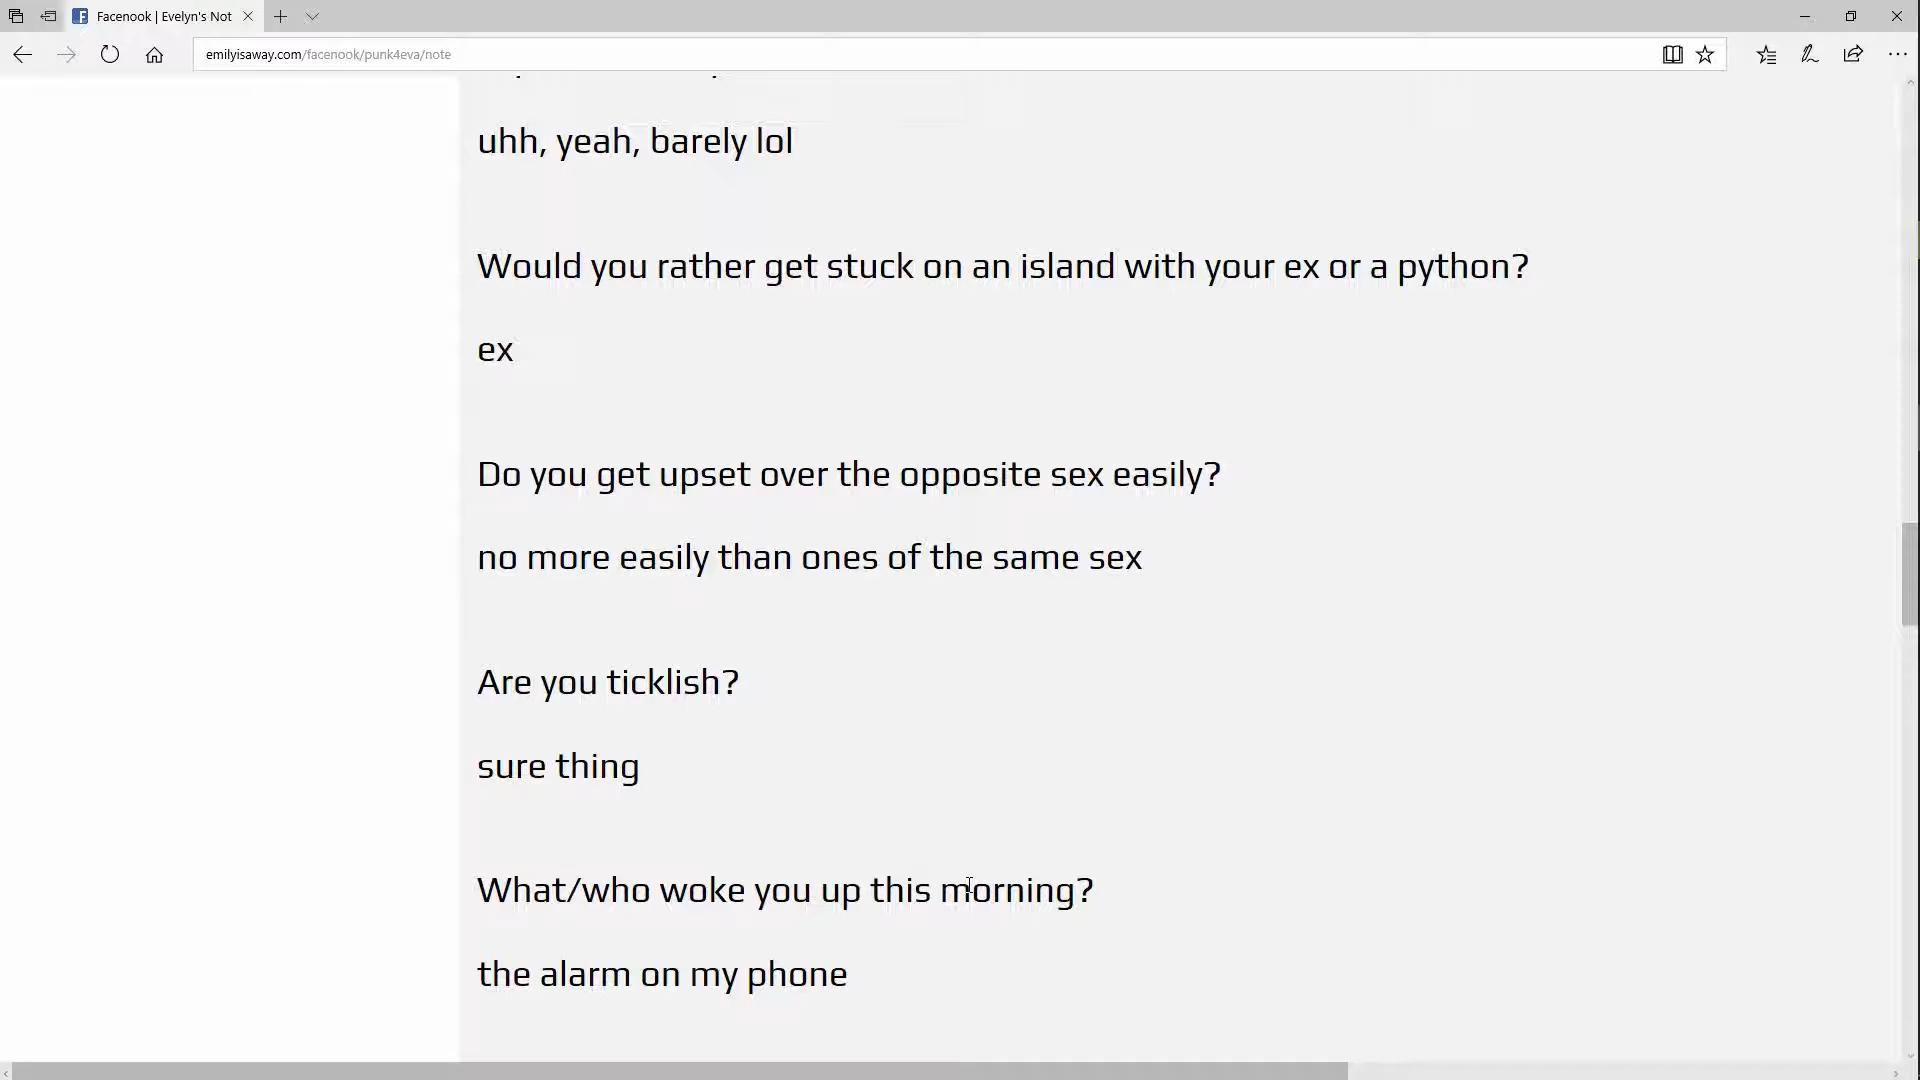 Facenook | Evelyn's Not
emilyisaway.com/facenook/punk4eva/note
uhh, yeah, barely lol
Would you rather get stuck on an island with your ex or a python?
ex
Do you get upset over the opposite sex easily?
no more easily than ones of the same sex
Are you ticklish?
sure thing
What/who woke you up this morning?
the alarm on my phone